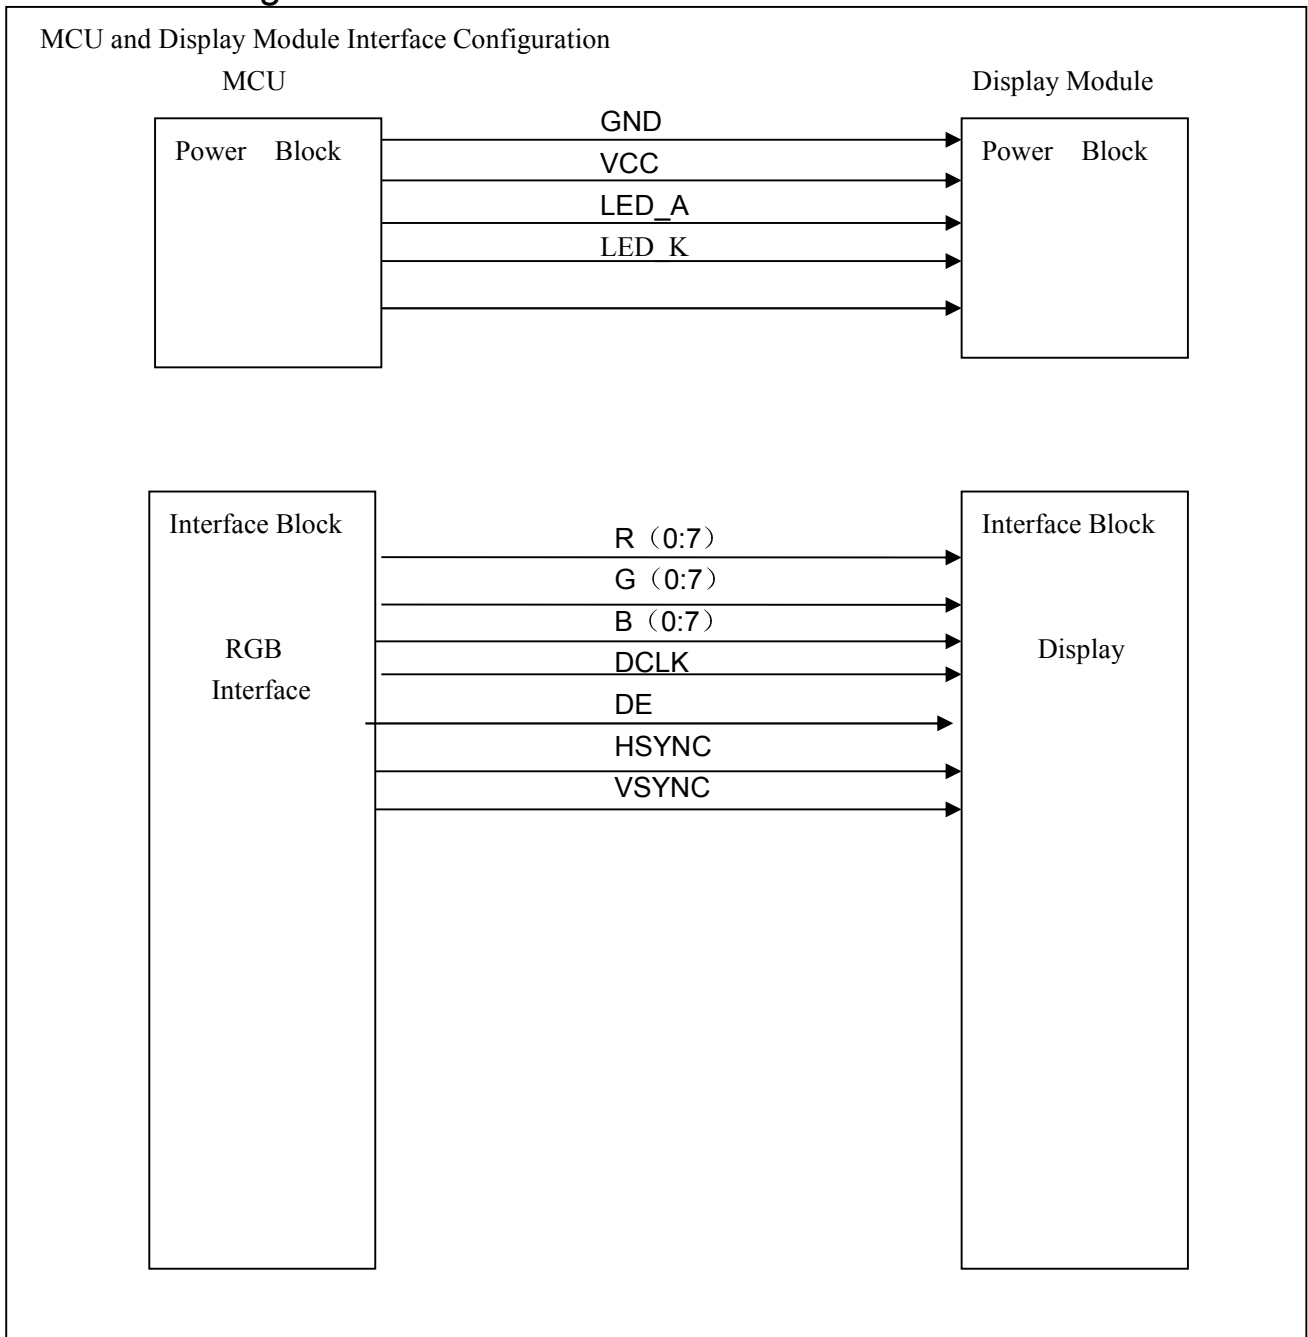 MCU and Display Module Interface Configuration
MCU
Display Module
Power Block
GND
VCC
LED_A
LED_K
Power Block
Interface Block
RGB
Interface
R（0:7）
G（0:7）
B（0:7）
DCLK
DE
HSYNC
VSYNC
Interface Block
Display